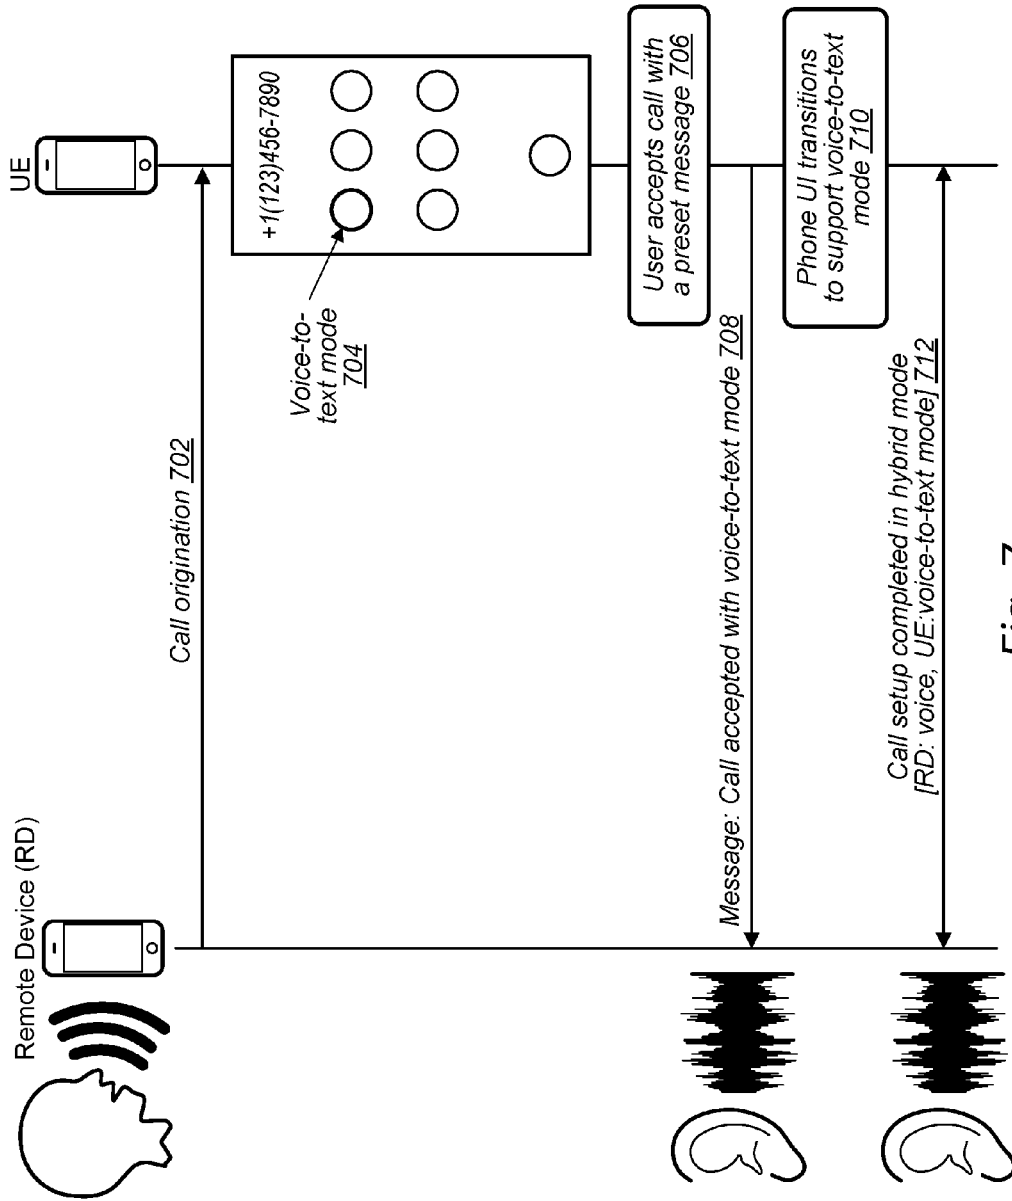 Remote Device (RD)
UE
Call origination 702
+1(123)456-7890
Voice-to-
text mode
704
User accepts call with
a preset message 706
Message: Call accepted with voice-to-text mode 708
Phone UI transitions
to support voice-to-text
mode 710
Call setup completed in hybrid mode
[RD: voice, UE:voice-to-text mode] 712